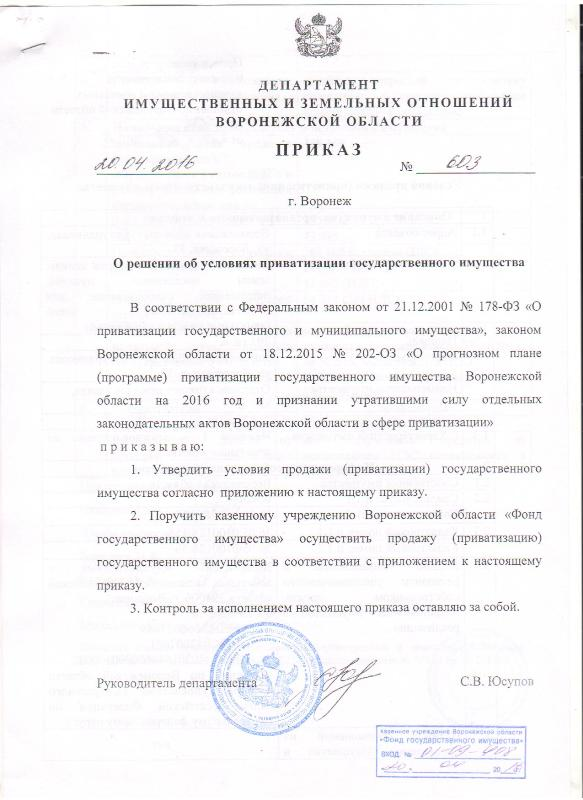 ДЕПАРТАМЕНТ
ИМУЩЕСТВЕННЫХ И ЗЕМЕЛЬНЫХ ОТНОШЕНИЙ
ВОРОНЕЖСКОЙ ОБЛАСТИ
ПРИКАЗ
20.04.2016 № 603
г. Воронеж
О решении об условиях приватизации государственного имущества
В соответствии с Федеральным законом от 21.12.2001 № 178-ФЗ «О
приватизации государственного и муниципального имущества», законом
Воронежской области от 18.12.2015 № 202-ОЗ «О прогнозном плане
(программе) приватизации государственного имущества Воронежской
области на 2016 год и признании утратившими силу отдельных
законодательных актов Воронежской области в сфере приватизации»
приказываю:
1. Утвердить условия продажи (приватизации) государственного
имущества согласно приложению к настоящему приказу.
2. Поручить казенному учреждению Воронежской области «Фонд
государственного имущества» осуществить продажу (приватизацию)
государственного имущества в соответствии с приложением к настоящему
приказу.
3. Контроль за исполнением настоящего приказа оставляю за собой.
Руководитель департамента С.В. Юсупов
казенное учреждение Воронежской области
«Фонд государственного имущества»
ВХОД. № 01-19-408
20. 04 20